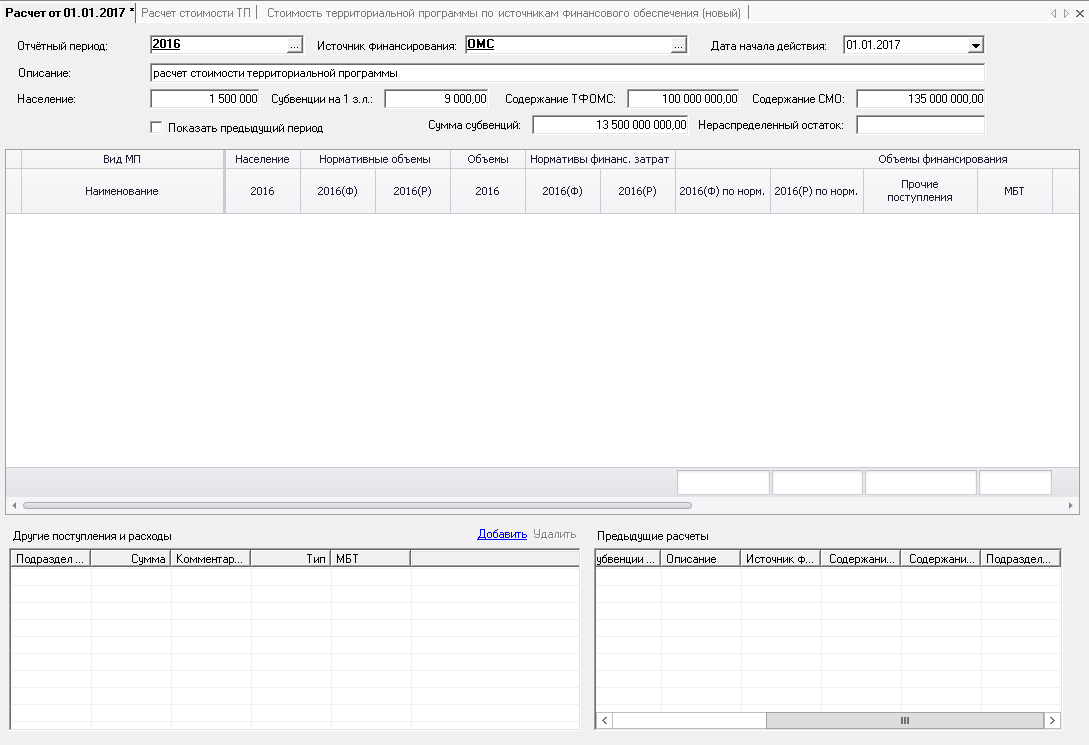 Расчет от 01.01.2017 * Расчет стоимости ТП Стоимость территориальной программы по источникам финансового обеспечения (новый)
Отчётный период: 2016 ... Источник финансирования: ОМС ... Дата начала действия: 01.01.2017
Описание: расчет стоимости территориальной программы
Население: 1 500 000 Субвенции на 1 з.л.: 9 000,00 Содержание ТФОМС: 100 000 000,00 Содержание СМО: 135 000 000,00
Показать предыдущий период Сумма субвенций: 13 500 000 000,00 Нераспределенный остаток:
Вид МП Население Нормативные объемы Объемы Нормативы финанс. затрат Объемы финансирования
Наименование 2016 2016(Ф) 2016(Р) 2016 2016(Ф) 2016(Р) 2016(Ф) по норм. 2016(Р) по норм. Прочие поступления МБТ
Другие поступления и расходы Добавить Удалить Предыдущие расчеты
Подраздел ... Сумма Комментар... Тип МБТ убвенции ... Описание Источник ф... Содержани... Содержани... Подраздел...